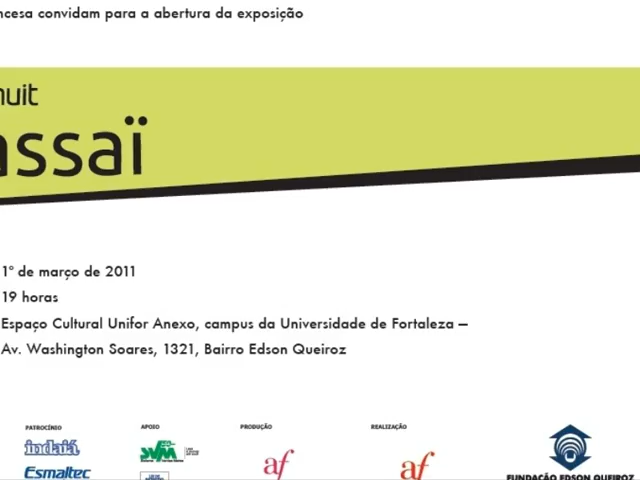 ncesa convidam para a abertura da exposição
nuit
assaï
1º de março de 2011
19 horas
Espaço Cultural Unifor Anexo, campus da Universidade de Fortaleza –
Av. Washington Soares, 1321, Bairro Edson Queiroz
PATROCÍNIO
APOIO
PRODUÇÃO
REALIZAÇÃO
indaiá
SVM
af
af
Esmaltec
FUNDAÇÃO EDSON QUEIROZ